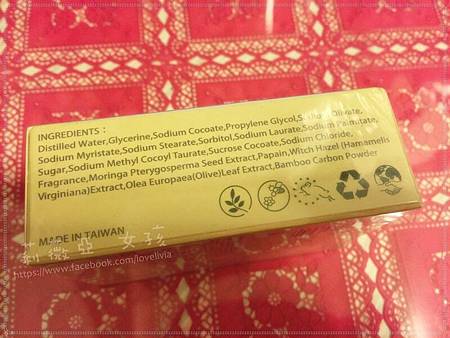 INGREDIENTS：
Distilled Water,Glycerine,Sodium Cocoate,Propylene Glycol,Sodium Olivate,
Sodium Myristate,Sodium Stearate,Sorbitol,Sodium Laurate,Sodium Palmitate,
Sugar,Sodium Methyl Cocoyl Taurate,Sucrose Cocoate,Sodium Chloride,
Fragrance,Moringa Pterygosperma Seed Extract,Papain,Witch Hazel (Hamamelis
Virginiana)Extract,Olea Europaea(Olive)Leaf Extract,Bamboo Carbon Powder
MADE IN TAIWAN
莉薇亞 女孩
https://www.facebook.com/lovelivia